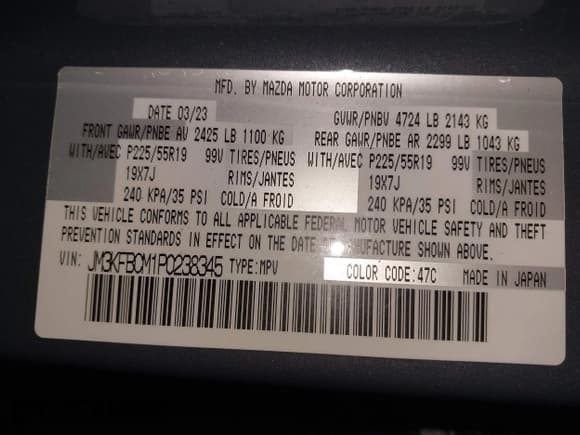 MFD. BY MAZDA MOTOR CORPORATION
DATE 03/23 GVWR/PNBV 4724 LB 2143 KG
FRONT GAWR/PNBE AV 2425 LB 1100 KG REAR GAWR/PNBE AR 2299 LB 1043 KG
WITH/AVEC P225/55R19 99V TIRES/PNEUS WITH/AVEC P225/55R19 99V TIRES/PNEUS
19X7J RIMS/JANTES 19X7J RIMS/JANTES
240 KPA/35 PSI COLD/A FROID 240 KPA/35 PSI COLD/A FROID
THIS VEHICLE CONFORMS TO ALL APPLICABLE FEDERAL MOTOR VEHICLE SAFETY AND THEFT
PREVENTION STANDARDS IN EFFECT ON THE DATE OF MANUFACTURE SHOWN ABOVE.
VIN: JM3KFBCM1P0238345 TYPE:MPV COLOR CODE:47C MADE IN JAPAN